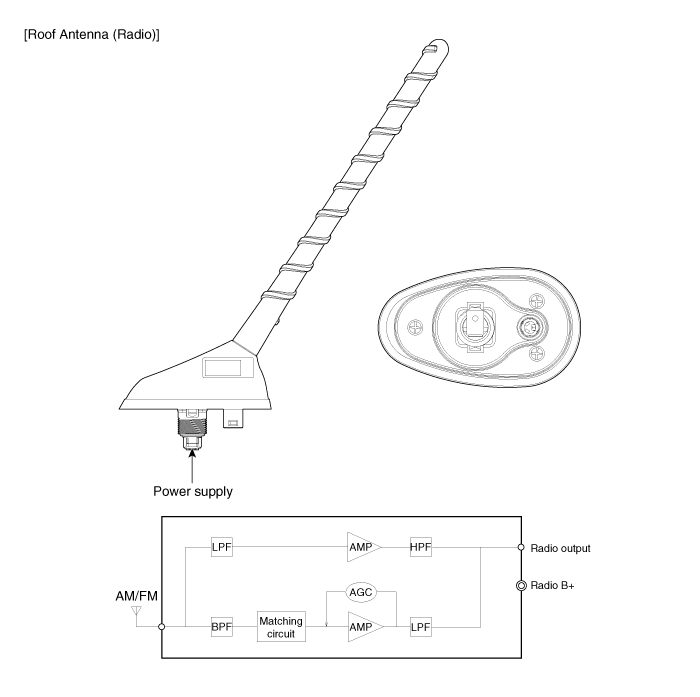 [Roof Antenna (Radio)]
Power supply
LPF
AMP
HPF
Radio output
Radio B+
AM/FM
AGC
BPF
Matching
circuit
AMP
LPF